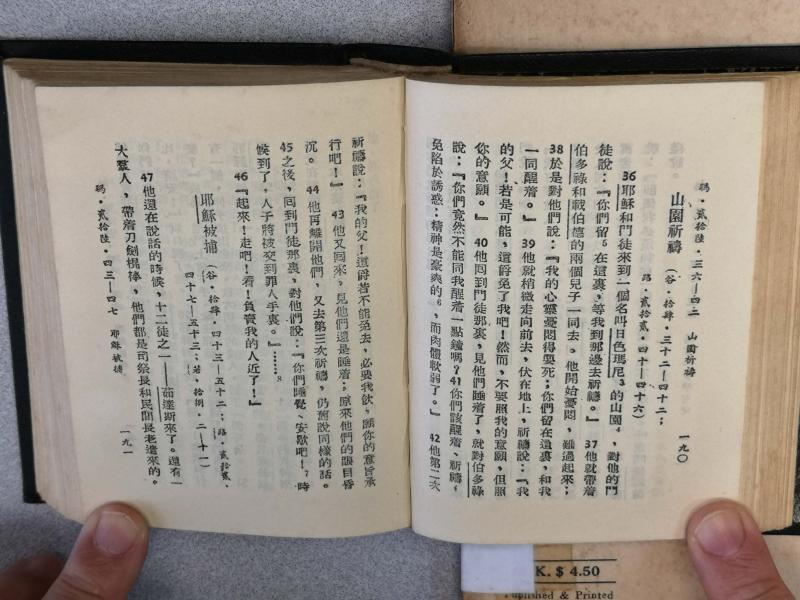 瑪·貳拾陸·三六—四二 山園祈禱 一九〇
山園祈禱 (谷·拾肆·三十二—四十二;
路·貳拾貳·四十—四十六)
36耶穌和門徒來到一個名叫日色瑪尼3的山園4,對他的門
徒說:『你們留5在這裏,等我到那邊去祈禱。』37他就帶着
伯多祿和載伯德的兩個兒子一同去。他開始憂悶,難過起來;
38於是對他們說:『我的心靈憂悶得要死;你們留在這裏,和我
一同醒着。』39他就稍微走向前去,伏在地上,祈禱說:『我
的父!若是可能,這爵免了我吧!然而,不要照我的意願,但照
你的意願。』40他囘到門徒那裏,見他們睡着了,就對伯多祿
說:『你們竟然不能同我醒着一點鐘嗎?41你們該醒着、祈禱,
免陷於誘惑:精神是豪爽的6,而肉體軟弱了。』42他第二次
祈禱說:『我的父!這爵若不能免去,必要我飲,願你的意旨承
行吧!』43他又囘來,見他們還是睡着;原來他們的眼目昏
沉。44他再離開他們,又去第三次祈禱,仍舊說同樣的話。
45之後,囘到門徒那裏,對他們說:『你們睡覺、安歇吧!7時
候到了,人子將被交到罪人手裏。』……8
46『起來!走吧!看!負賣我的人近了!』
耶穌被捕 (谷·拾肆·四十三—五十二;路·貳拾貳·
四十七—五十三;若·拾捌·二—十一)
47他還在說話的時候,十二徒之一——茹達斯來了。還有一
大羣人,帶着刀劍棍棒,他們都是司祭長和民間長老遣來的。
瑪·貳拾陸·四三—四七 耶穌被捕 一九一
K. $ 4.50
Published & Printed